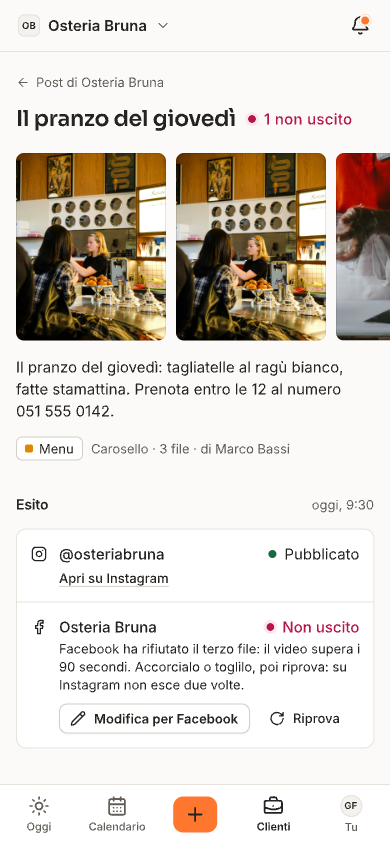 OB Osteria Bruna
← Post di Osteria Bruna
Il pranzo del giovedì • 1 non uscito
Il pranzo del giovedì: tagliatelle al ragù bianco,
fatte stamattina. Prenota entro le 12 al numero
051 555 0142.
Menu Carosello · 3 file · di Marco Bassi
Esito oggi, 9:30
@osteriabruna • Pubblicato
Apri su Instagram
Osteria Bruna • Non uscito
Facebook ha rifiutato il terzo file: il video supera i
90 secondi. Accorcialo o toglilo, poi riprova: su
Instagram non esce due volte.
Modifica per Facebook Riprova
Oggi Calendario + Clienti GF Tu